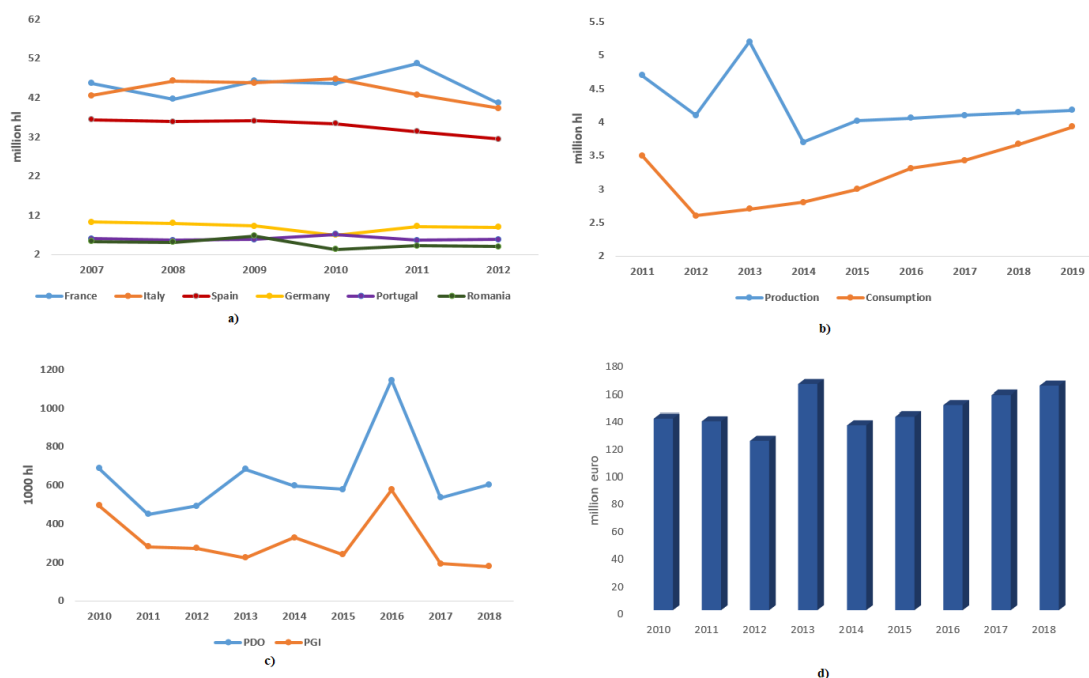 62
52
42
32
22
12
2
million hl
2007 2008 2009 2010 2011 2012
France Italy Spain Germany Portugal Romania
a)
5.5
5
4.5
4
3.5
3
2.5
2
million hl
2011 2012 2013 2014 2015 2016 2017 2018 2019
Production Consumption
b)
1200
1000
800
600
400
200
0
1000 hl
2010 2011 2012 2013 2014 2015 2016 2017 2018
PDO PGI
c)
180
160
140
120
100
80
60
40
20
0
million euro
2010 2011 2012 2013 2014 2015 2016 2017 2018
d)